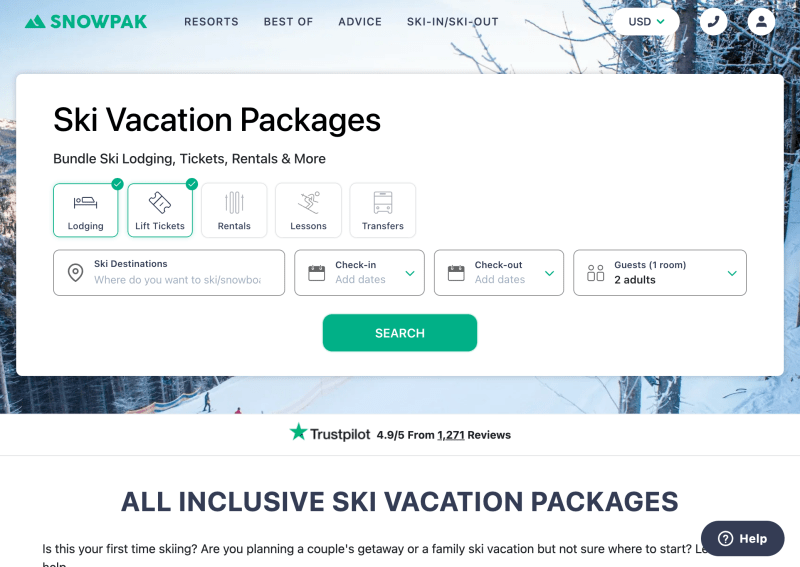 SNOWPAK
RESORTS BEST OF ADVICE SKI-IN/SKI-OUT USD
Ski Vacation Packages
Bundle Ski Lodging, Tickets, Rentals & More
Lodging Lift Tickets Rentals Lessons Transfers
Ski Destinations
Where do you want to ski/snowboa
Check-in
Add dates
Check-out
Add dates
Guests (1 room)
2 adults
SEARCH
Trustpilot 4.9/5 From 1,271 Reviews
ALL INCLUSIVE SKI VACATION PACKAGES
Is this your first time skiing? Are you planning a couple's getaway or a family ski vacation but not sure where to start?
Help